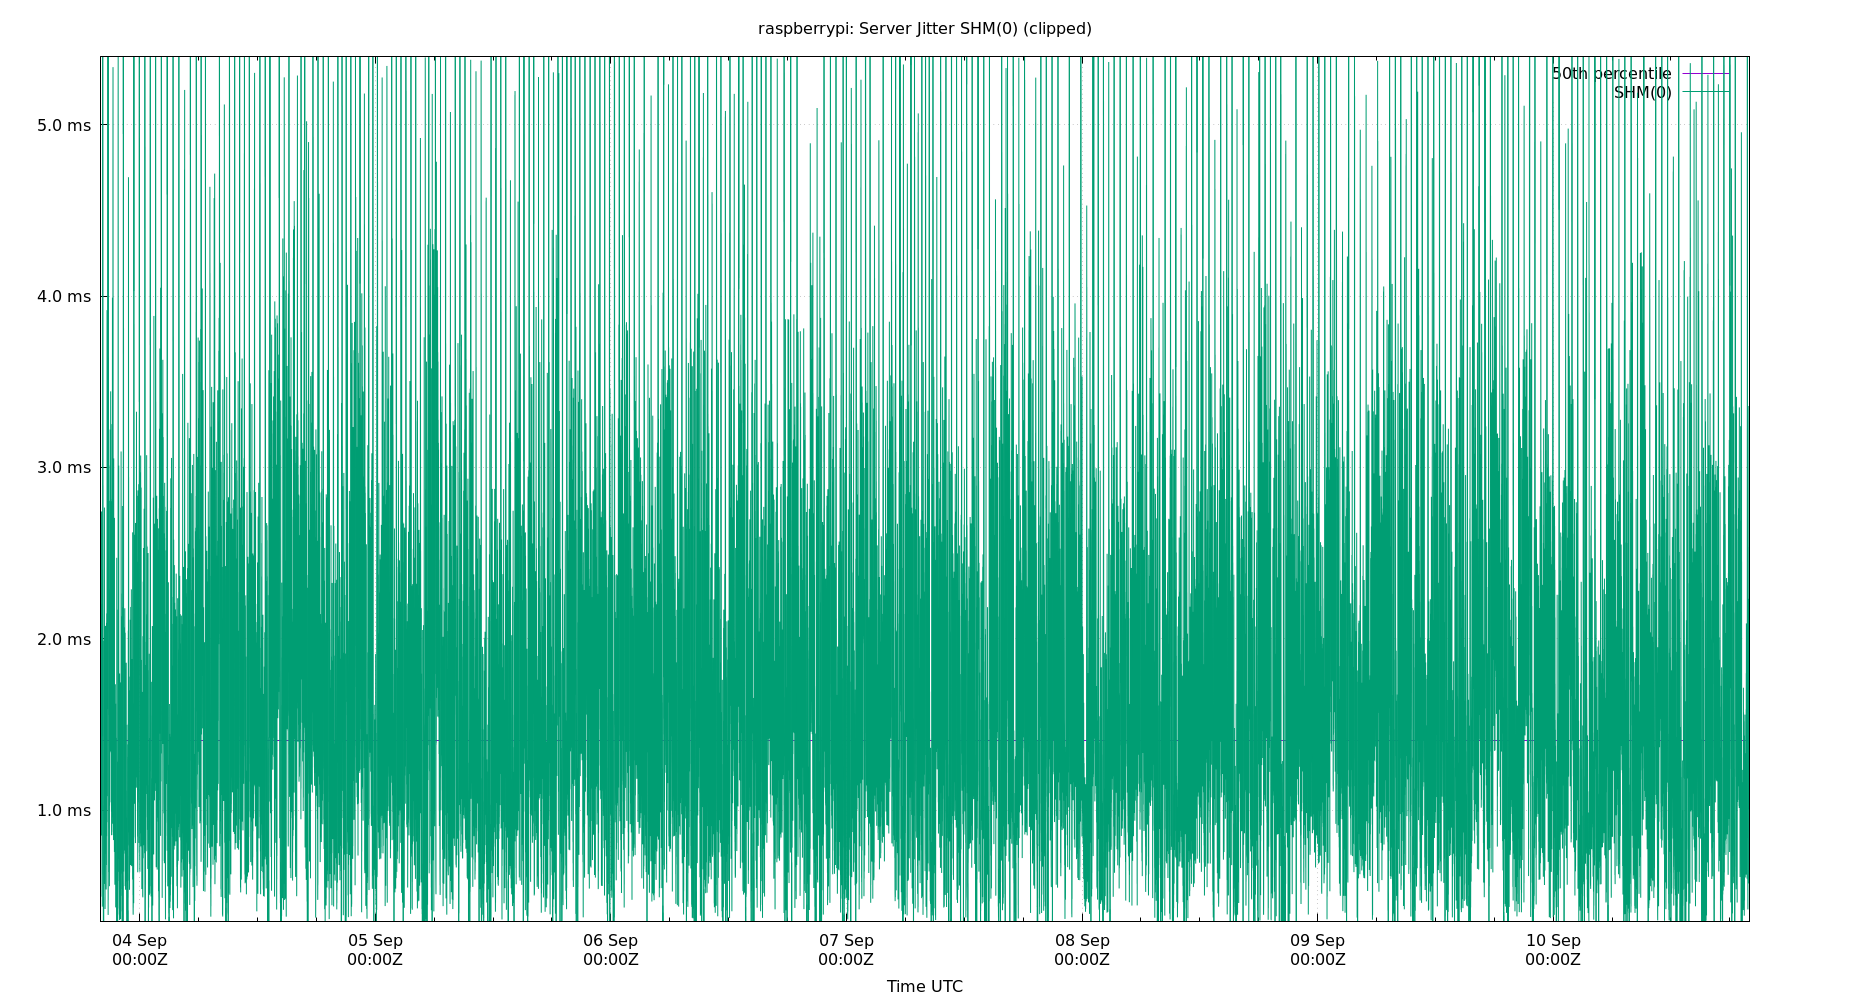 raspberrypi: Server Jitter SHM(0) (clipped)
50th percentile
SHM(0)
5.0 ms
4.0 ms
3.0 ms
2.0 ms
1.0 ms
04 Sep 05 Sep 06 Sep 07 Sep 08 Sep 09 Sep 10 Sep
00:00Z 00:00Z 00:00Z 00:00Z 00:00Z 00:00Z 00:00Z
Time UTC